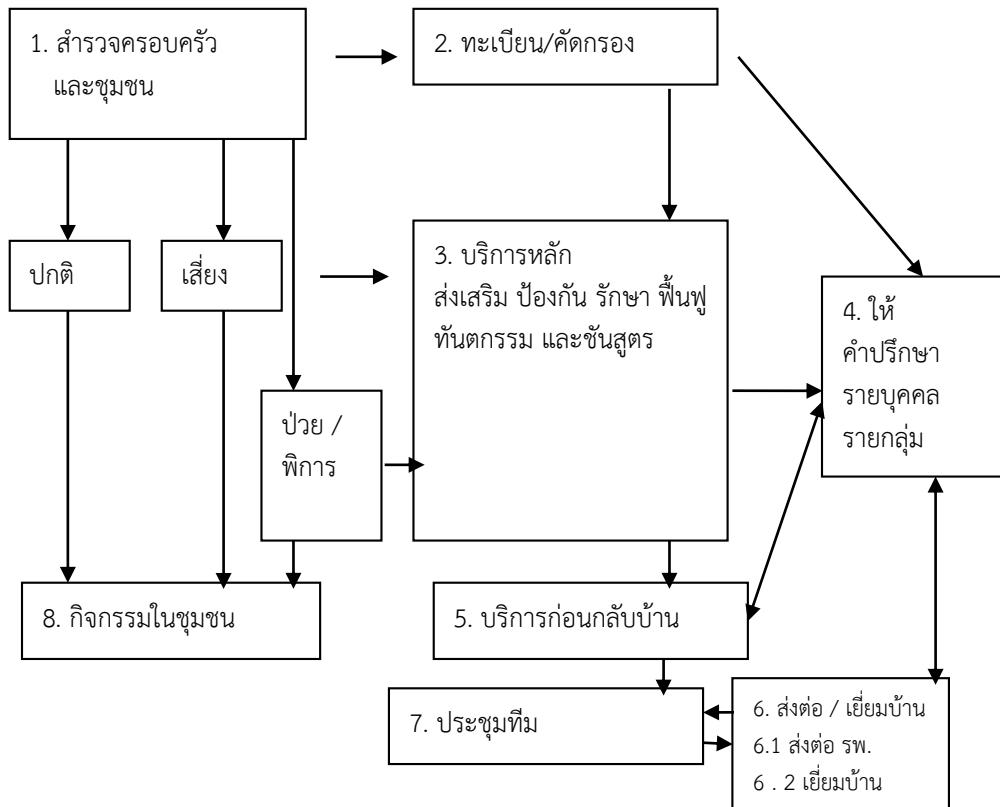 1. สำรวจครอบครัว
และชุมชน
2. ทะเบียน/คัดกรอง
ปกติ
เสี่ยง
3. บริการหลัก
ส่งเสริม ป้องกัน รักษา ฟื้นฟู
ทันตกรรม และชันสูตร
4. ให้
คำปรึกษา
รายบุคคล
รายกลุ่ม
ป่วย /
พิการ
8. กิจกรรมในชุมชน
5. บริการก่อนกลับบ้าน
7. ประชุมทีม
6. ส่งต่อ / เยี่ยมบ้าน
6.1 ส่งต่อ รพ.
6 . 2 เยี่ยมบ้าน